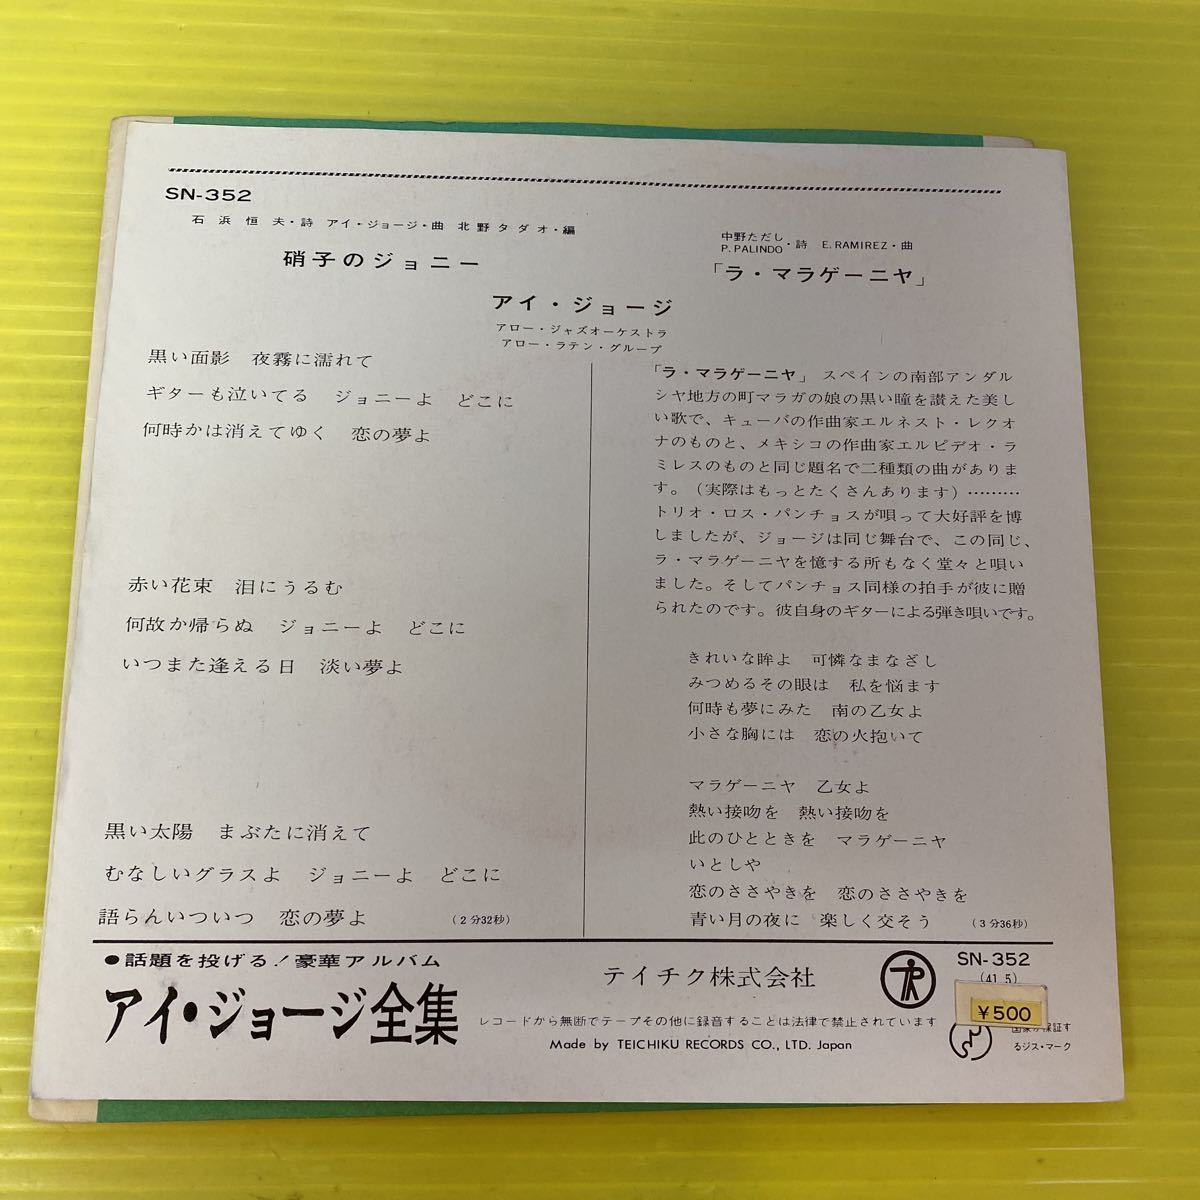 SN-352
石浜恒夫・詩 アイ・ジョージ・曲 北野タダオ・編
硝子のジョニー
中野ただし
P. PALINDO・詩 E. RAMIREZ・曲
「ラ・マラゲーニヤ」
アイ・ジョージ
アロー・ジャズオーケストラ
アロー・ラテン・グループ
黒い面影 夜霧に濡れて
ギターも泣いてる ジョニーよ どこに
何時かは消えてゆく 恋の夢よ
赤い花束 泪にうるむ
何故か帰らぬ ジョニーよ どこに
いつまた逢える日 淡い夢よ
黒い太陽 まぶたに消えて
むなしいグラスよ ジョニーよ どこに
語らんいついつ 恋の夢よ (2分32秒)
「ラ・マラゲーニヤ」 スペインの南部アンダル
シヤ地方の町マラガの娘の黒い瞳を讃えた美し
い歌で、キューバの作曲家エルネスト・レクオ
ナのものと、メキシコの作曲家エルピデオ・ラ
ミレスのものと同じ題名で二種類の曲がありま
す。(実際はもっとたくさんあります)………
トリオ・ロス・パンチョスが唄って大好評を博
しましたが、ジョージは同じ舞台で、この同じ、
ラ・マラゲーニヤを憶する所もなく堂々と唄い
ました。そしてパンチョス同様の拍手が彼に贈
られたのです。彼自身のギターによる弾き唄いです。
きれいな眸よ 可憐なまなざし
みつめるその眼は 私を悩ます
何時も夢にみた 南の乙女よ
小さな胸には 恋の火抱いて
マラゲーニヤ 乙女よ
熱い接吻を 熱い接吻を
此のひとときを マラゲーニヤ
いとしや
恋のささやきを 恋のささやきを
青い月の夜に 楽しく交そう (3分36秒)
●話題を投げる!豪華アルバム
アイ・ジョージ全集
テイチク株式会社
SN-352
(41.5)
¥500
レコードから無断でテープその他に録音することは法律で禁止されています
Made by TEICHIKU RECORDS CO., LTD. Japan
国家が保証す
るジス・マーク